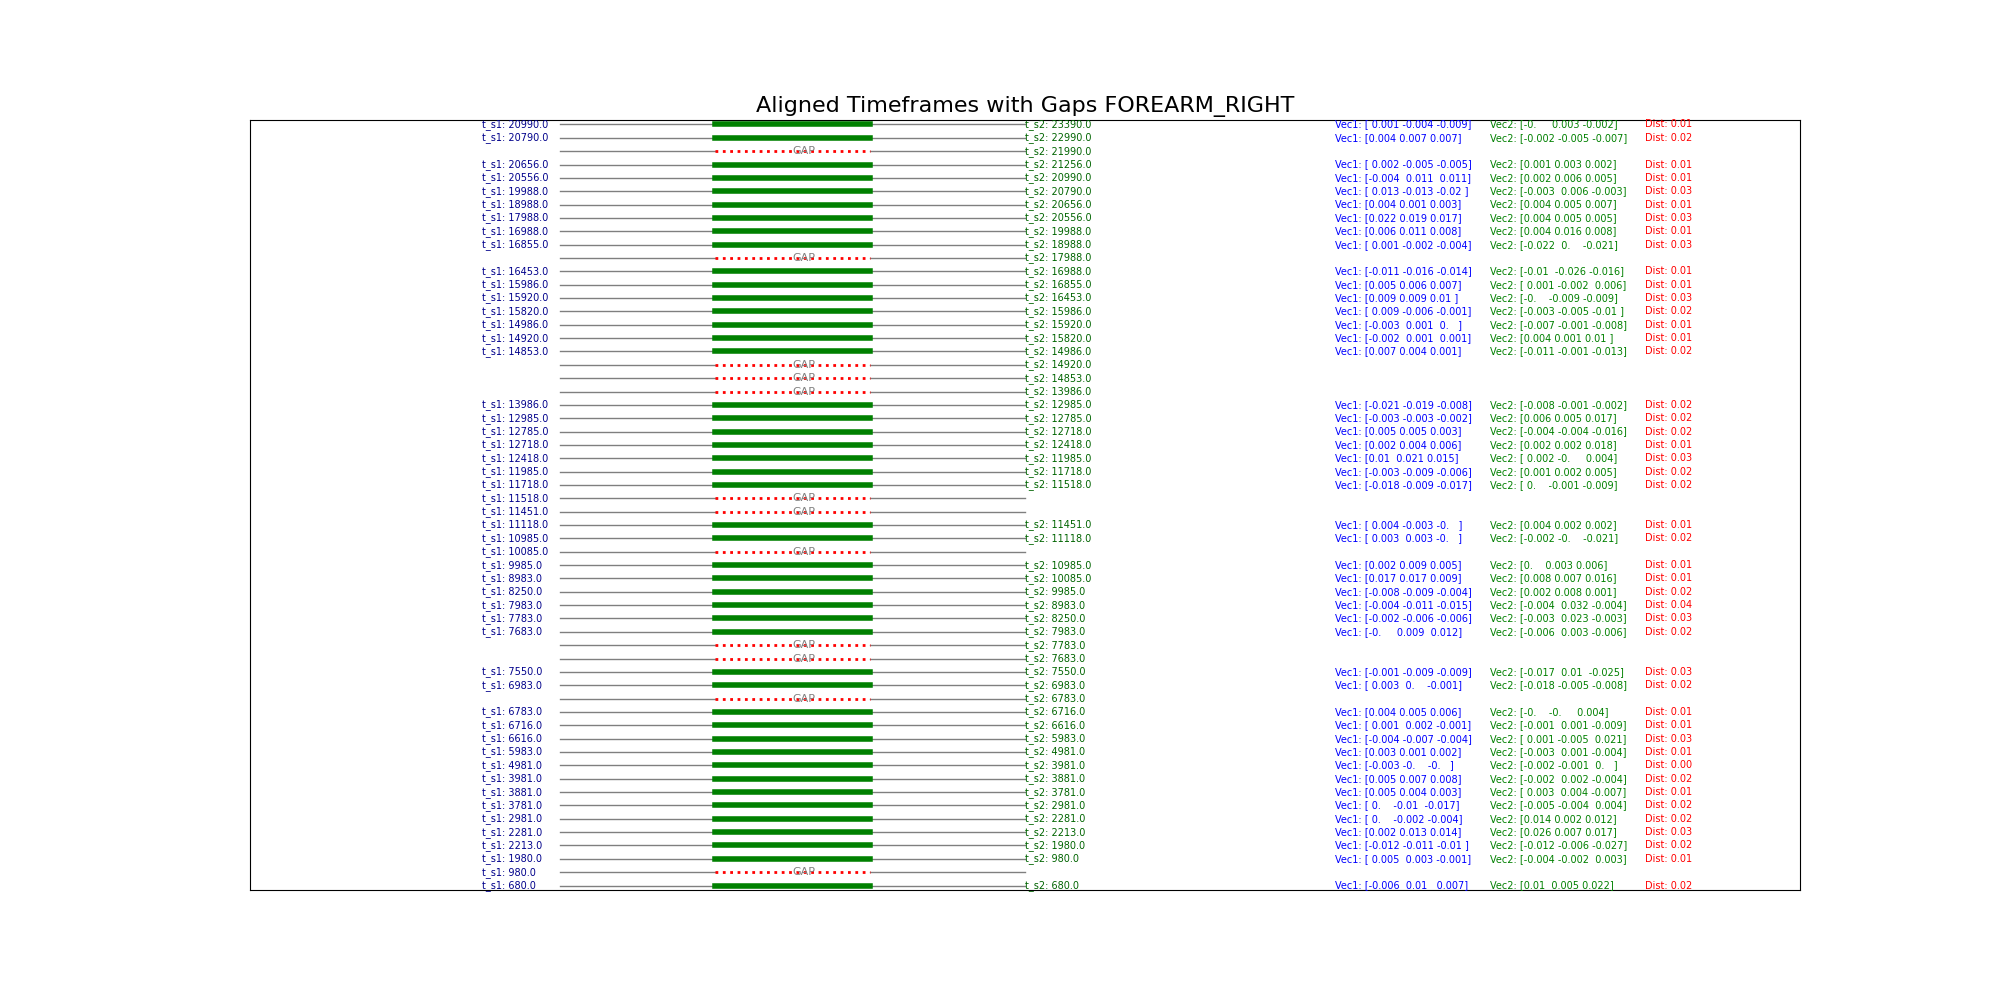 Aligned Timeframes with Gaps FOREARM_RIGHT
t_s1: 20990.0 t_s2: 23390.0 Vec1: [ 0.001 -0.004 -0.009] Vec2: [-0.     0.003 -0.002] Dist: 0.01
t_s1: 20790.0 t_s2: 22990.0 Vec1: [0.004 0.007 0.007] Vec2: [-0.002 -0.005 -0.007] Dist: 0.02
GAP t_s2: 21990.0
t_s1: 20656.0 t_s2: 21256.0 Vec1: [ 0.002 -0.005 -0.005] Vec2: [0.001 0.003 0.002] Dist: 0.01
t_s1: 20556.0 t_s2: 20990.0 Vec1: [-0.004  0.011  0.011] Vec2: [0.002 0.006 0.005] Dist: 0.01
t_s1: 19988.0 t_s2: 20790.0 Vec1: [ 0.013 -0.013 -0.02 ] Vec2: [-0.003  0.006 -0.003] Dist: 0.03
t_s1: 18988.0 t_s2: 20656.0 Vec1: [0.004 0.001 0.003] Vec2: [0.004 0.005 0.007] Dist: 0.01
t_s1: 17988.0 t_s2: 20556.0 Vec1: [0.022 0.019 0.017] Vec2: [0.004 0.005 0.005] Dist: 0.03
t_s1: 16988.0 t_s2: 19988.0 Vec1: [0.006 0.011 0.008] Vec2: [0.004 0.016 0.008] Dist: 0.01
t_s1: 16855.0 t_s2: 18988.0 Vec1: [ 0.001 -0.002 -0.004] Vec2: [-0.022  0.    -0.021] Dist: 0.03
GAP t_s2: 17988.0
t_s1: 16453.0 t_s2: 16988.0 Vec1: [-0.011 -0.016 -0.014] Vec2: [-0.01  -0.026 -0.016] Dist: 0.01
t_s1: 15986.0 t_s2: 16855.0 Vec1: [0.005 0.006 0.007] Vec2: [ 0.001 -0.002  0.006] Dist: 0.01
t_s1: 15920.0 t_s2: 16453.0 Vec1: [0.009 0.009 0.01 ] Vec2: [-0.    -0.009 -0.009] Dist: 0.03
t_s1: 15820.0 t_s2: 15986.0 Vec1: [ 0.009 -0.006 -0.001] Vec2: [-0.003 -0.005 -0.01 ] Dist: 0.02
t_s1: 14986.0 t_s2: 15920.0 Vec1: [-0.003  0.001  0.   ] Vec2: [-0.007 -0.001 -0.008] Dist: 0.01
t_s1: 14920.0 t_s2: 15820.0 Vec1: [-0.002  0.001  0.001] Vec2: [0.004 0.001 0.01 ] Dist: 0.01
t_s1: 14853.0 t_s2: 14986.0 Vec1: [0.007 0.004 0.001] Vec2: [-0.011 -0.001 -0.013] Dist: 0.02
GAP t_s2: 14920.0
GAP t_s2: 14853.0
GAP t_s2: 13986.0
t_s1: 13986.0 t_s2: 12985.0 Vec1: [-0.021 -0.019 -0.008] Vec2: [-0.008 -0.001 -0.002] Dist: 0.02
t_s1: 12985.0 t_s2: 12785.0 Vec1: [-0.003 -0.003 -0.002] Vec2: [0.006 0.005 0.017] Dist: 0.02
t_s1: 12785.0 t_s2: 12718.0 Vec1: [0.005 0.005 0.003] Vec2: [-0.004 -0.004 -0.016] Dist: 0.02
t_s1: 12718.0 t_s2: 12418.0 Vec1: [0.002 0.004 0.006] Vec2: [0.002 0.002 0.018] Dist: 0.01
t_s1: 12418.0 t_s2: 11985.0 Vec1: [0.01  0.021 0.015] Vec2: [ 0.002 -0.     0.004] Dist: 0.03
t_s1: 11985.0 t_s2: 11718.0 Vec1: [-0.003 -0.009 -0.006] Vec2: [0.001 0.002 0.005] Dist: 0.02
t_s1: 11718.0 t_s2: 11518.0 Vec1: [-0.018 -0.009 -0.017] Vec2: [ 0.    -0.001 -0.009] Dist: 0.02
t_s1: 11518.0 GAP
t_s1: 11451.0 GAP
t_s1: 11118.0 t_s2: 11451.0 Vec1: [ 0.004 -0.003 -0.   ] Vec2: [0.004 0.002 0.002] Dist: 0.01
t_s1: 10985.0 t_s2: 11118.0 Vec1: [ 0.003  0.003 -0.   ] Vec2: [-0.002 -0.    -0.021] Dist: 0.02
t_s1: 10085.0 GAP
t_s1: 9985.0 t_s2: 10985.0 Vec1: [0.002 0.009 0.005] Vec2: [0.    0.003 0.006] Dist: 0.01
t_s1: 8983.0 t_s2: 10085.0 Vec1: [0.017 0.017 0.009] Vec2: [0.008 0.007 0.016] Dist: 0.01
t_s1: 8250.0 t_s2: 9985.0 Vec1: [-0.008 -0.009 -0.004] Vec2: [0.002 0.008 0.001] Dist: 0.02
t_s1: 7983.0 t_s2: 8983.0 Vec1: [-0.004 -0.011 -0.015] Vec2: [-0.004  0.032 -0.004] Dist: 0.04
t_s1: 7783.0 t_s2: 8250.0 Vec1: [-0.002 -0.006 -0.006] Vec2: [-0.003  0.023 -0.003] Dist: 0.03
t_s1: 7683.0 t_s2: 7983.0 Vec1: [-0.     0.009  0.012] Vec2: [-0.006  0.003 -0.006] Dist: 0.02
GAP t_s2: 7783.0
GAP t_s2: 7683.0
t_s1: 7550.0 t_s2: 7550.0 Vec1: [-0.001 -0.009 -0.009] Vec2: [-0.017  0.01  -0.025] Dist: 0.03
t_s1: 6983.0 t_s2: 6983.0 Vec1: [ 0.003  0.    -0.001] Vec2: [-0.018 -0.005 -0.008] Dist: 0.02
GAP t_s2: 6783.0
t_s1: 6783.0 t_s2: 6716.0 Vec1: [0.004 0.005 0.006] Vec2: [-0.    -0.     0.004] Dist: 0.01
t_s1: 6716.0 t_s2: 6616.0 Vec1: [ 0.001  0.002 -0.001] Vec2: [-0.001  0.001 -0.009] Dist: 0.01
t_s1: 6616.0 t_s2: 5983.0 Vec1: [-0.004 -0.007 -0.004] Vec2: [ 0.001 -0.005  0.021] Dist: 0.03
t_s1: 5983.0 t_s2: 4981.0 Vec1: [0.003 0.001 0.002] Vec2: [-0.003  0.001 -0.004] Dist: 0.01
t_s1: 4981.0 t_s2: 3981.0 Vec1: [-0.003 -0.    -0.   ] Vec2: [-0.002 -0.001  0.   ] Dist: 0.00
t_s1: 3981.0 t_s2: 3881.0 Vec1: [0.005 0.007 0.008] Vec2: [-0.002  0.002 -0.004] Dist: 0.02
t_s1: 3881.0 t_s2: 3781.0 Vec1: [0.005 0.004 0.003] Vec2: [ 0.003  0.004 -0.007] Dist: 0.01
t_s1: 3781.0 t_s2: 2981.0 Vec1: [ 0.    -0.01  -0.017] Vec2: [-0.005 -0.004  0.004] Dist: 0.02
t_s1: 2981.0 t_s2: 2281.0 Vec1: [ 0.    -0.002 -0.004] Vec2: [0.014 0.002 0.012] Dist: 0.02
t_s1: 2281.0 t_s2: 2213.0 Vec1: [0.002 0.013 0.014] Vec2: [0.026 0.007 0.017] Dist: 0.03
t_s1: 2213.0 t_s2: 1980.0 Vec1: [-0.012 -0.011 -0.01 ] Vec2: [-0.012 -0.006 -0.027] Dist: 0.02
t_s1: 1980.0 t_s2: 980.0 Vec1: [ 0.005  0.003 -0.001] Vec2: [-0.004 -0.002  0.003] Dist: 0.01
t_s1: 980.0 GAP
t_s1: 680.0 t_s2: 680.0 Vec1: [-0.006  0.01   0.007] Vec2: [0.01  0.005 0.022] Dist: 0.02